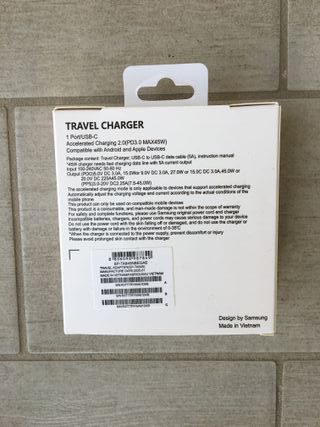 TRAVEL CHARGER
1 Port/USB-C
Accelerated Charging 2.0(PD3.0 MAX45W)
Compatible with Android and Apple Devices
Package content: Travel Charger, USB-C to USB-C data cable (5A), instruction manual
*45W charger needs fast charging data line with 5A current output
Input:100-240VAC 50-60 Hz
Output:(PDO)5.0V DC 3.0A, 15.0W or 9.0V DC 3.0A, 27.0W or 15.0C DC 3.0A,45.0W or
20.0V DC 225A45.0W
(PPS)3.0-20V DC2.25A(7.5-45.0W)
The accelerated charging mode is only applicable to devices that support accelerated charging
Automatically adjust the charging voltage and current according to the actual conditions of the
mobile phone
This product can only be used on compatible mobile devices
*This product is a consumable, and man-made damage is not within the scope of warranty
For safety and complete functions, please use Samsung original power cord and charger
Incompatible batteries, chargers, and power cords may cause serious damage to your device
Do not use the power cord with the skin falling off or damaged, and do not use the charger or
battery with damage or failure in the environment of 0-35°C
*When the charger is connected to the power supply, prevent discomfort or injury
Please avoid prolonged skin contact with the charger
Design by Samsung
Made in Vietnam